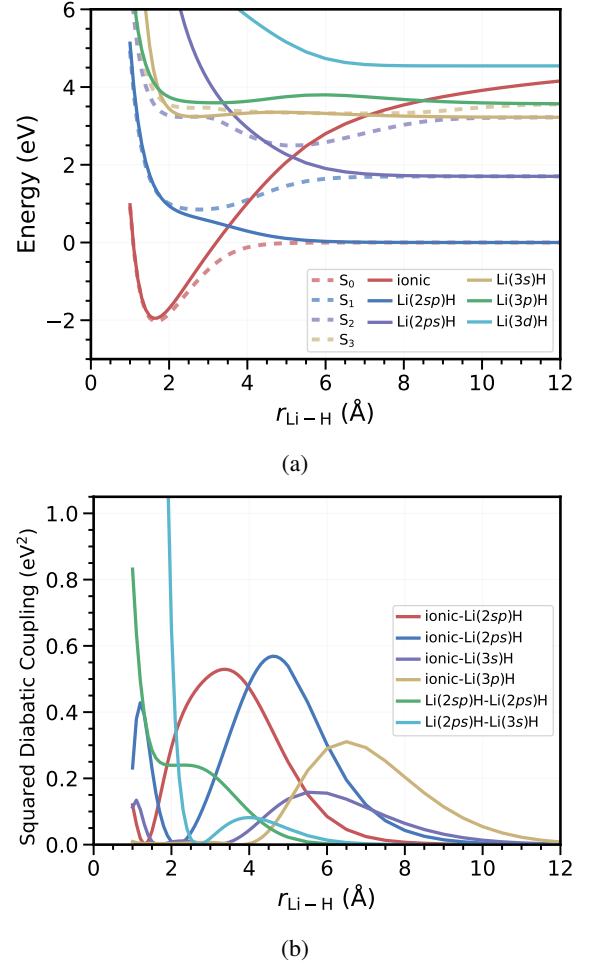 6
4
2
0
−2
Energy (eV)
S0
S1
S2
S3
ionic
Li(2sp)H
Li(2ps)H
Li(3s)H
Li(3p)H
Li(3d)H
0 2 4 6 8 10 12
rLi−H (Å)
(a)
1.0
0.8
0.6
0.4
0.2
0.0
Squared Diabatic Coupling (eV²)
ionic-Li(2sp)H
ionic-Li(2ps)H
ionic-Li(3s)H
ionic-Li(3p)H
Li(2sp)H-Li(2ps)H
Li(2ps)H-Li(3s)H
0 2 4 6 8 10 12
rLi−H (Å)
(b)